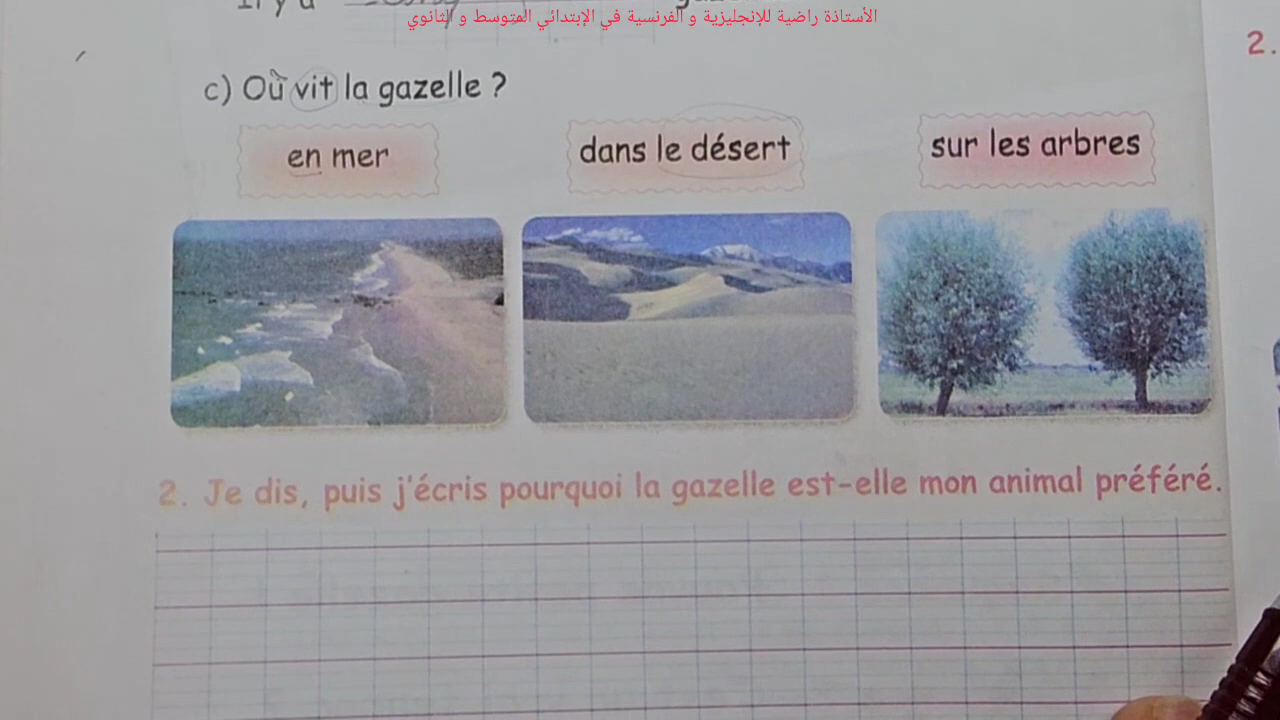 الأستاذة راضية للإنجليزية و الفرنسية في الإبتدائي المتوسط و الثانوي
2.
c) Où vit la gazelle ?
en mer
dans le désert
sur les arbres
2. Je dis, puis j'écris pourquoi la gazelle est-elle mon animal préféré.